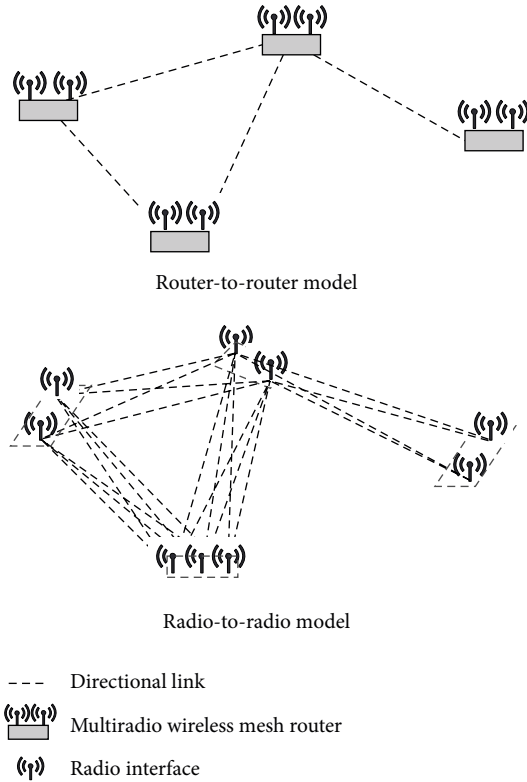 Router-to-router model
Radio-to-radio model
Directional link
Multiradio wireless mesh router
Radio interface